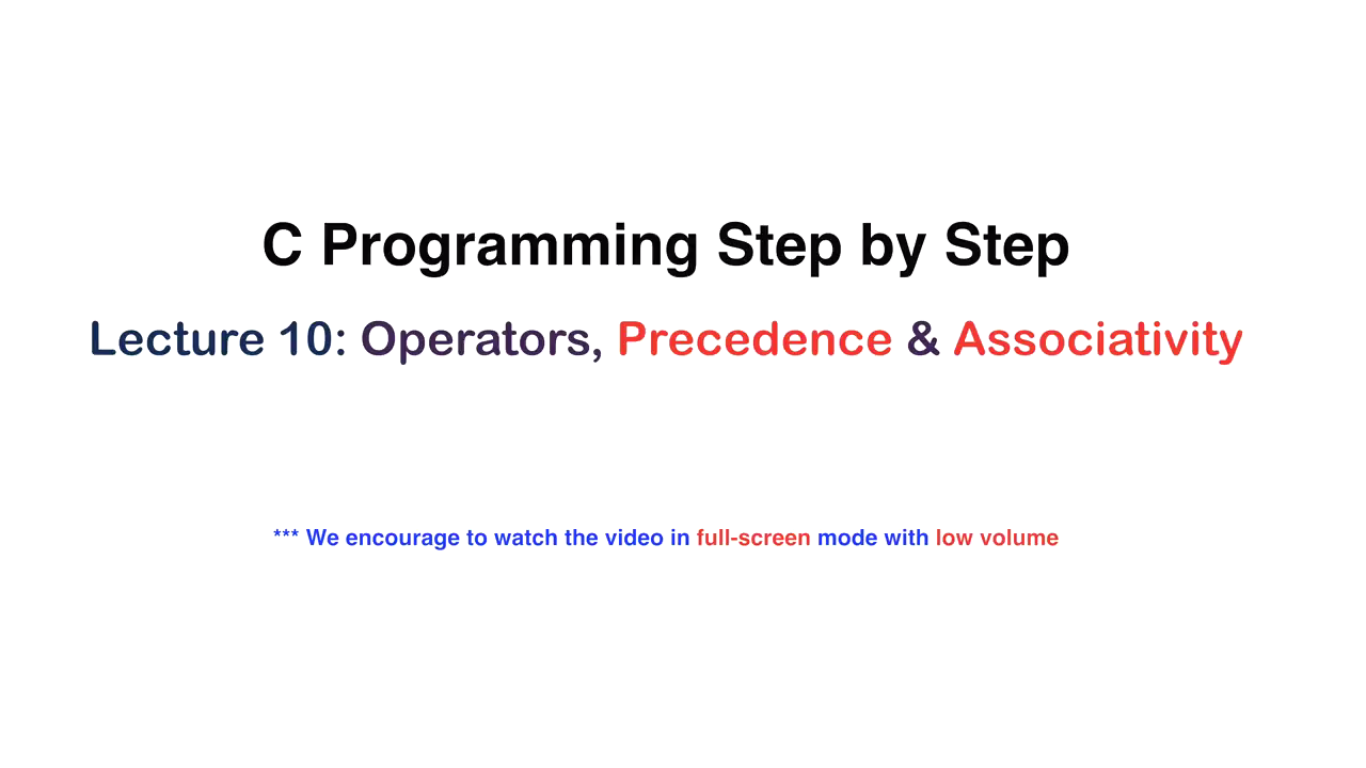 C Programming Step by Step
Lecture 10: Operators, Precedence & Associativity
*** We encourage to watch the video in full-screen mode with low volume